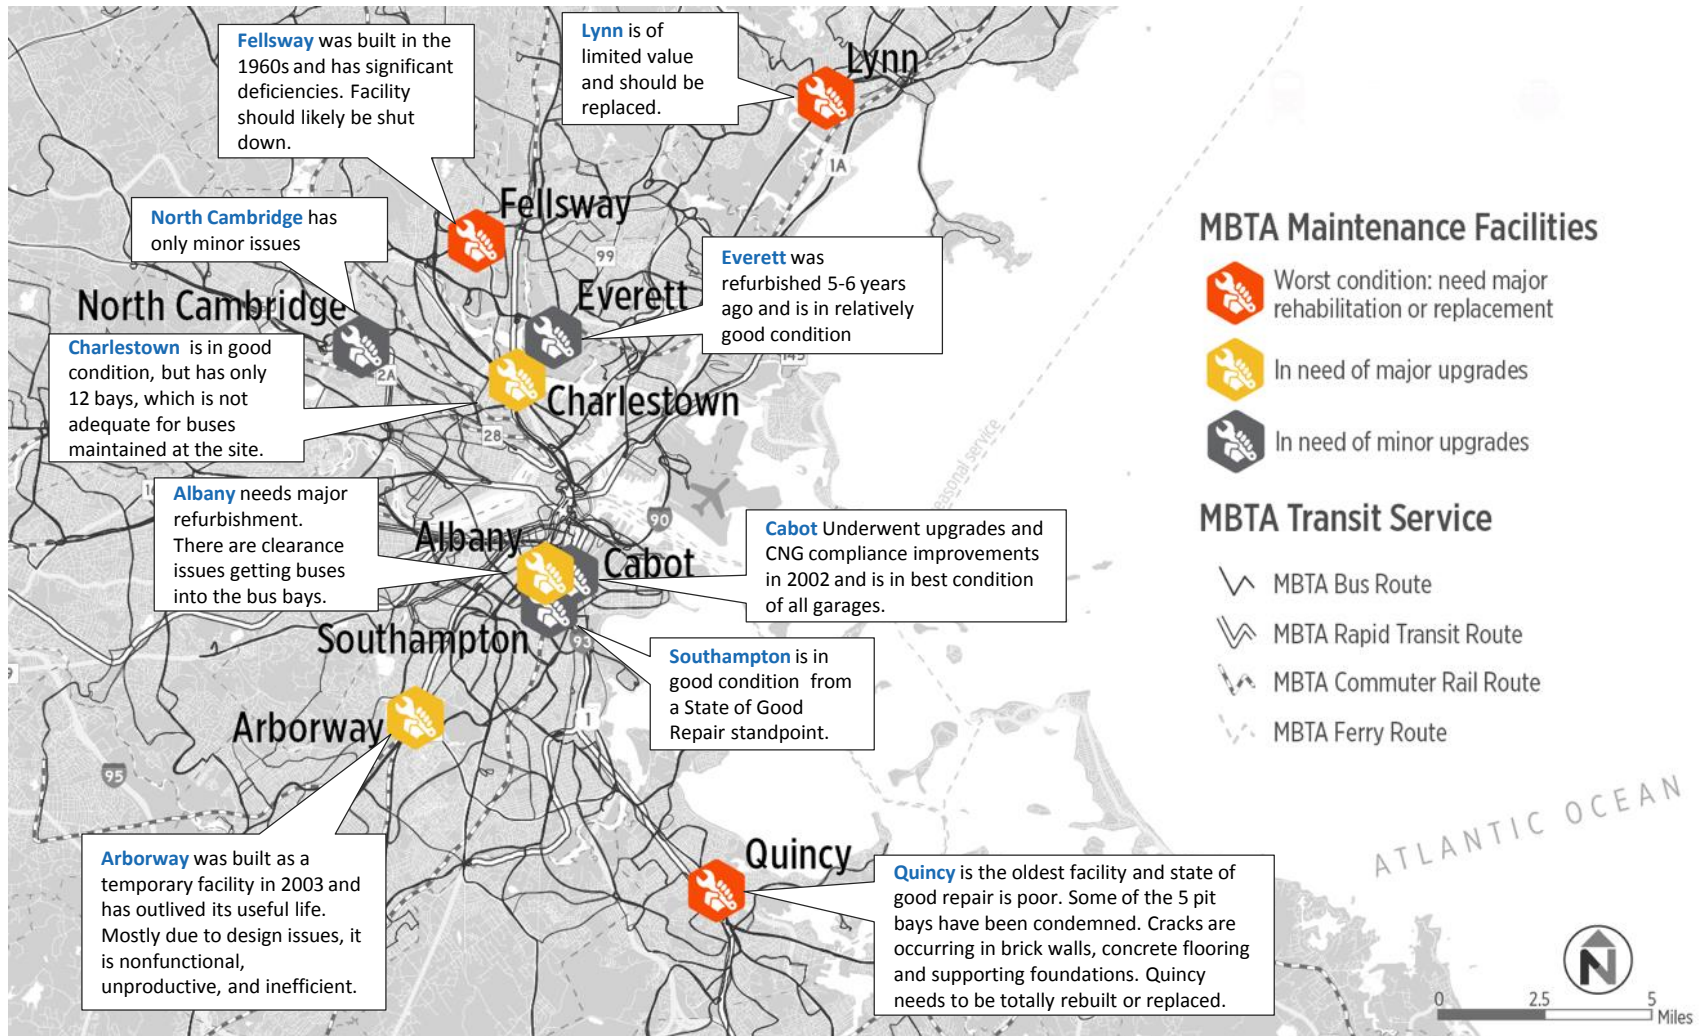 Fellsway was built in the
1960s and has significant
deficiencies. Facility
should likely be shut
down.
Lynn is of
limited value
and should be
replaced.
Lynn
1A
Fellsway
North Cambridge has
only minor issues
99
Everett was
refurbished 5-6 years
ago and is in relatively
good condition
Everett
North Cambridge
145
Charlestown is in good
condition, but has only
12 bays, which is not
adequate for buses
maintained at the site.
2A
Charlestown
28
Albany needs major
refurbishment.
There are clearance
issues getting buses
into the bus bays.
90
Albany
Cabot
Cabot Underwent upgrades and
CNG compliance improvements
in 2002 and is in best condition
of all garages.
Southampton
93
Southampton is in
good condition from
a State of Good
Repair standpoint.
Arborway
1
95
Arborway was built as a
temporary facility in 2003 and
has outlived its useful life.
Mostly due to design issues, it
is nonfunctional,
unproductive, and inefficient.
Quincy
Quincy is the oldest facility and state of
good repair is poor. Some of the 5 pit
bays have been condemned. Cracks are
occurring in brick walls, concrete flooring
and supporting foundations. Quincy
needs to be totally rebuilt or replaced.
MBTA Maintenance Facilities
Worst condition: need major
rehabilitation or replacement
In need of major upgrades
In need of minor upgrades
MBTA Transit Service
MBTA Bus Route
MBTA Rapid Transit Route
MBTA Commuter Rail Route
MBTA Ferry Route
ATLANTIC OCEAN
N
0 2.5 5
Miles